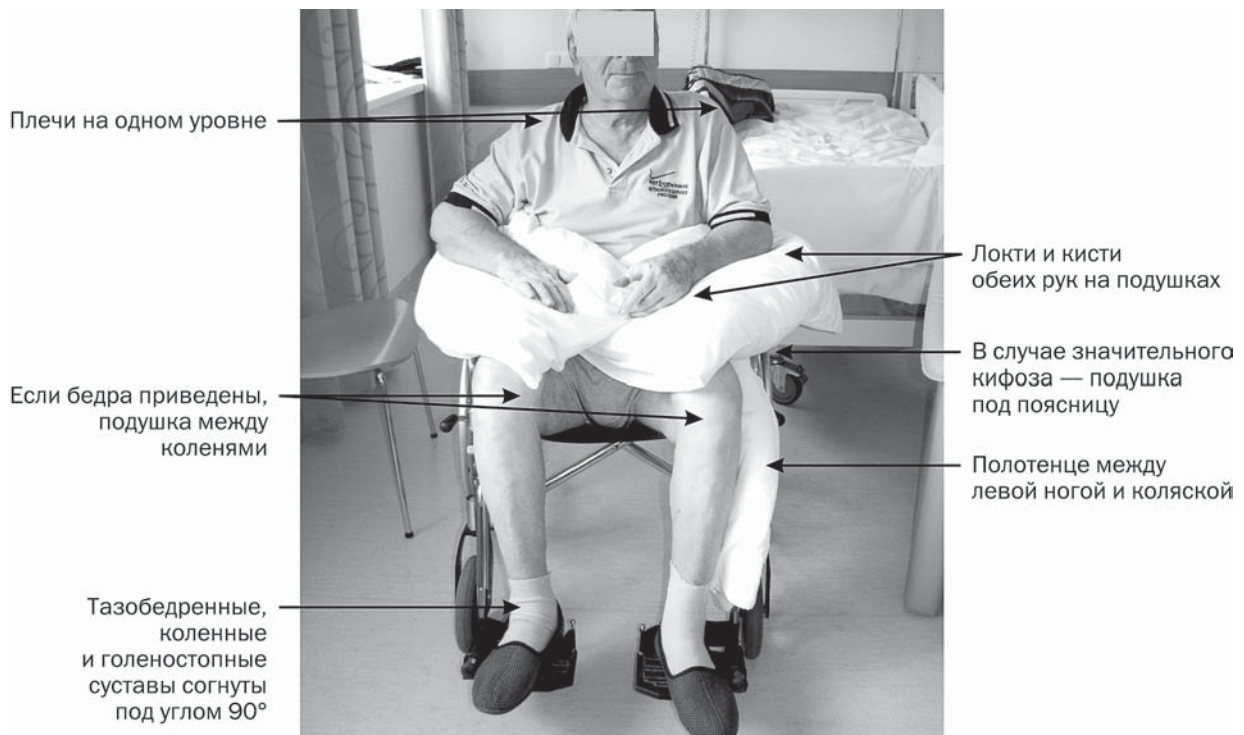 Плечи на одном уровне
Локти и кисти
обеих рук на подушках
В случае значительного
кифоза — подушка
под поясницу
Если бедра приведены,
подушка между
коленями
Полотенце между
левой ногой и коляской
Тазобедренные,
коленные
и голеностопные
суставы согнуты
под углом 90°